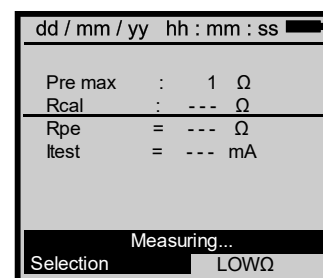 dd / mm / yy hh : mm : ss
Pre max : 1 Ω
Rcal : --- Ω
Rpe = --- Ω
Itest = --- mA
Measuring...
Selection LOWΩ